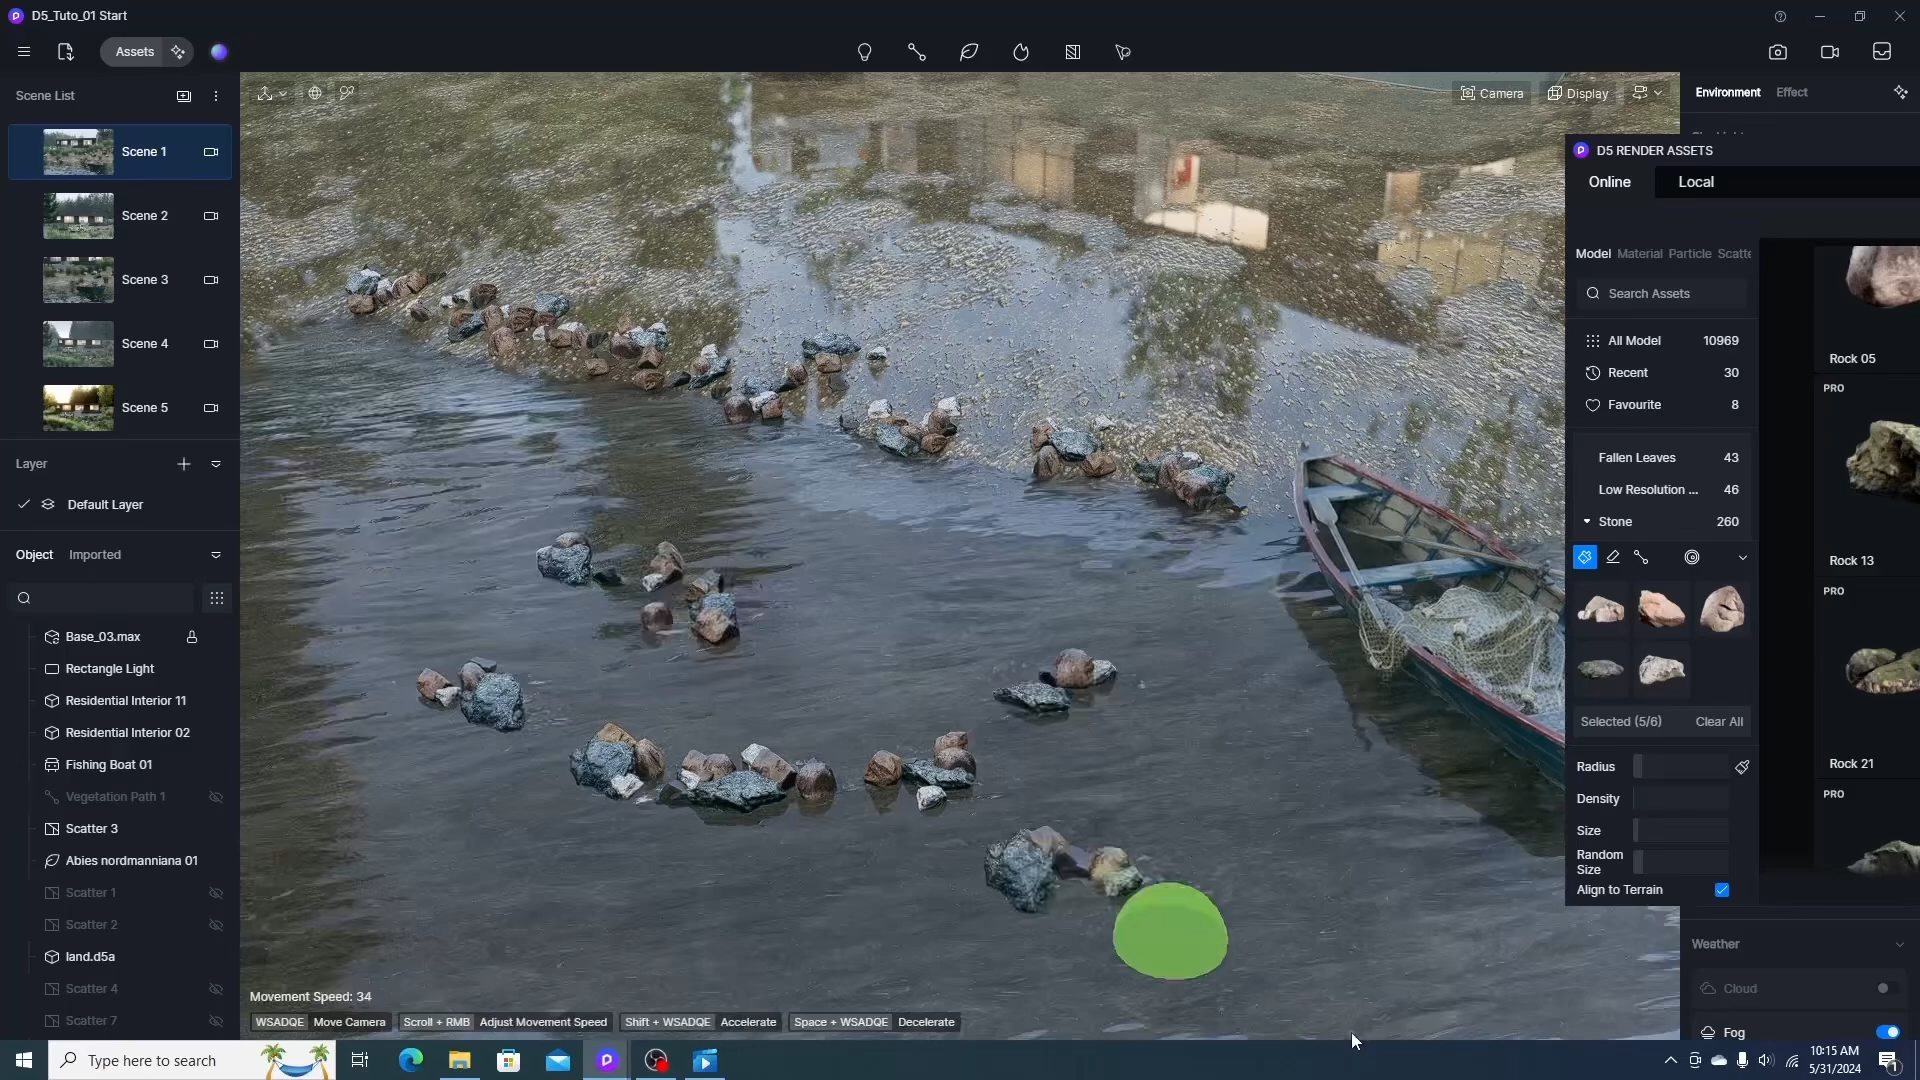 D5_Tuto_01 Start
Assets
Scene List
Scene 1
Scene 2
Scene 3
Scene 4
Scene 5
Layer
Default Layer
Object Imported
Base_03.max
Rectangle Light
Residential Interior 11
Residential Interior 02
Fishing Boat 01
Vegetation Path 1
Scatter 3
Abies nordmanniana 01
Scatter 1
Scatter 2
land.d5a
Scatter 4
Scatter 7
Camera
Display
Movement Speed: 34
WSADQE Move Camera Scroll + RMB Adjust Movement Speed Shift + WSADQE Accelerate Space + WSADQE Decelerate
Environment Effect
D5 RENDER ASSETS
Online Local
Model Material Particle Scatte
Search Assets
All Model 10969
Recent 30
Favourite 8
Fallen Leaves 43
Low Resolution ... 46
Stone 260
Selected (5/6) Clear All
Radius
Density
Size
Random
Size
Align to Terrain
Rock 05
PRO
Rock 13
PRO
Rock 21
PRO
Weather
Cloud
Fog
Type here to search
10:15 AM
5/31/2024
1